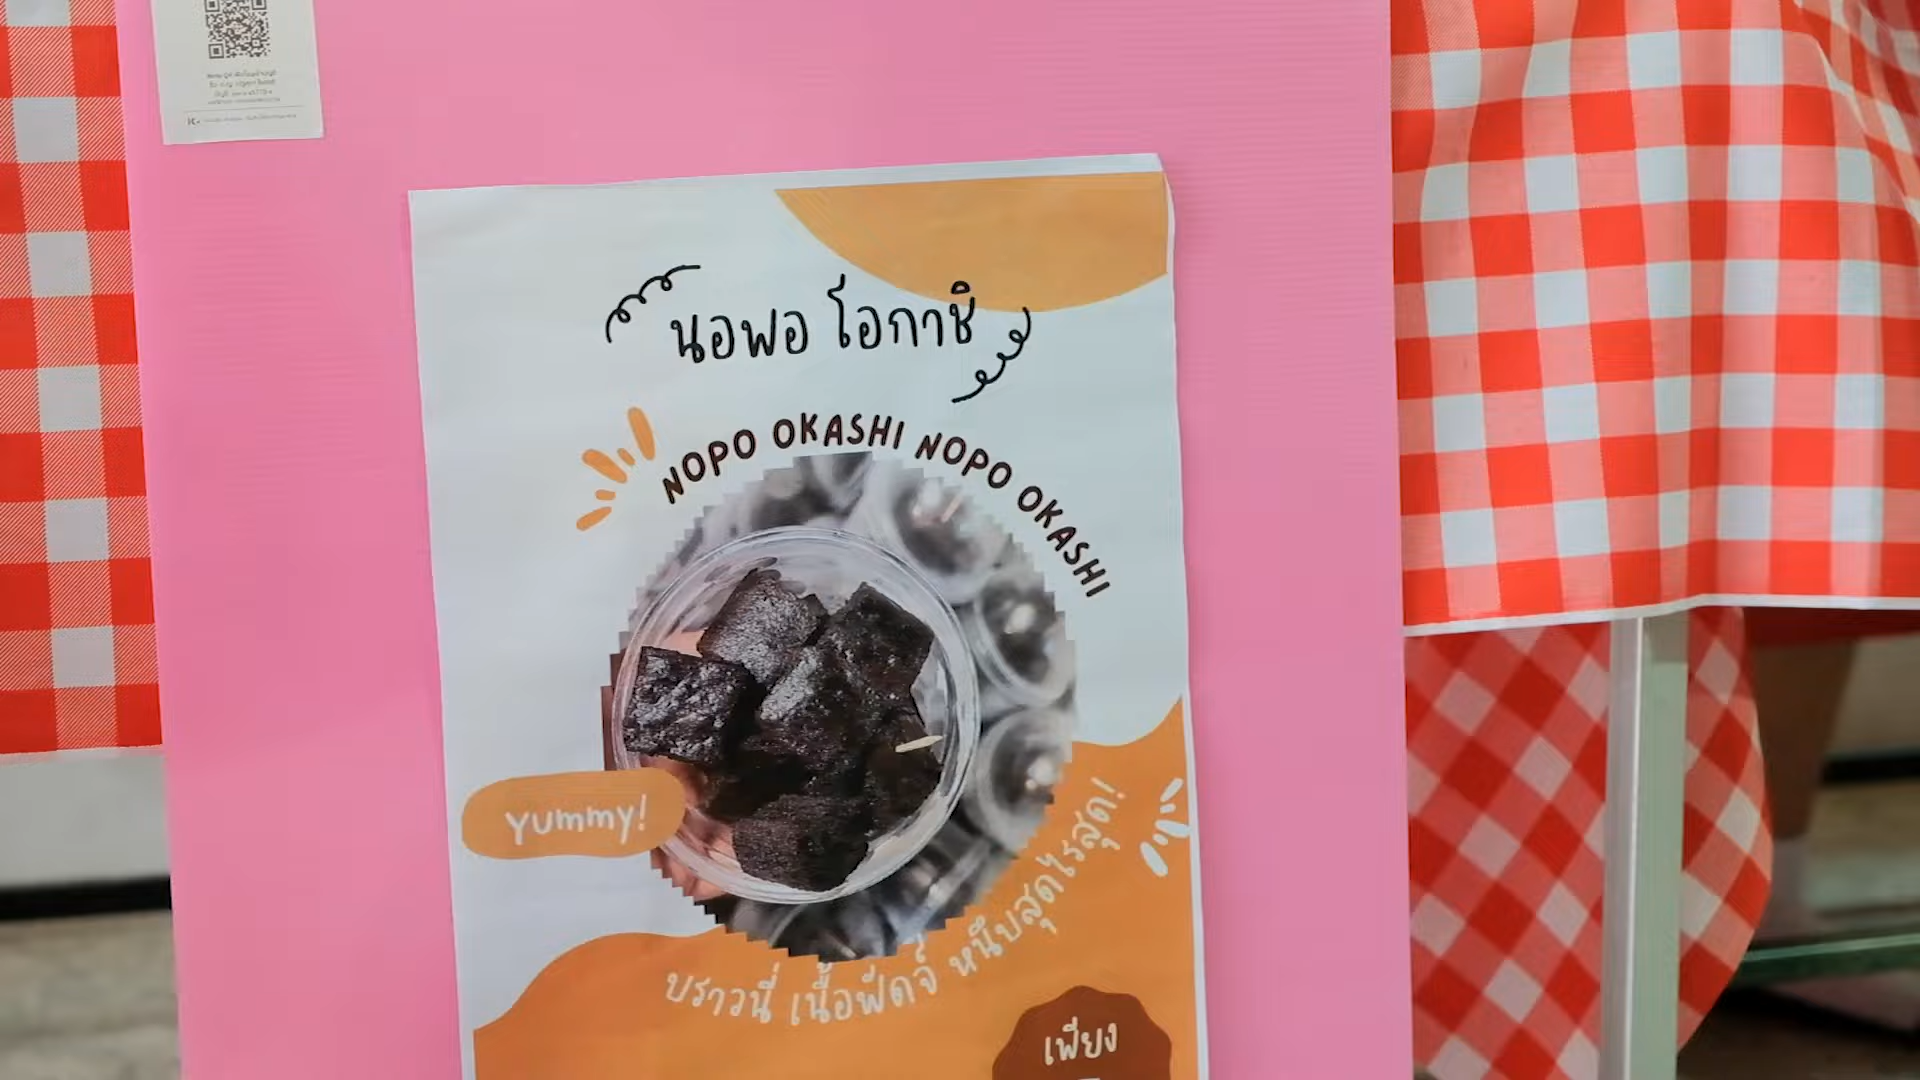 นอพอ โอกาชิ
NOPO OKASHI NOPO OKASHI
Yummy!
บราวนี่ เนื้อฟัดจ์ หนึบสุดไรสุด!
เพียง